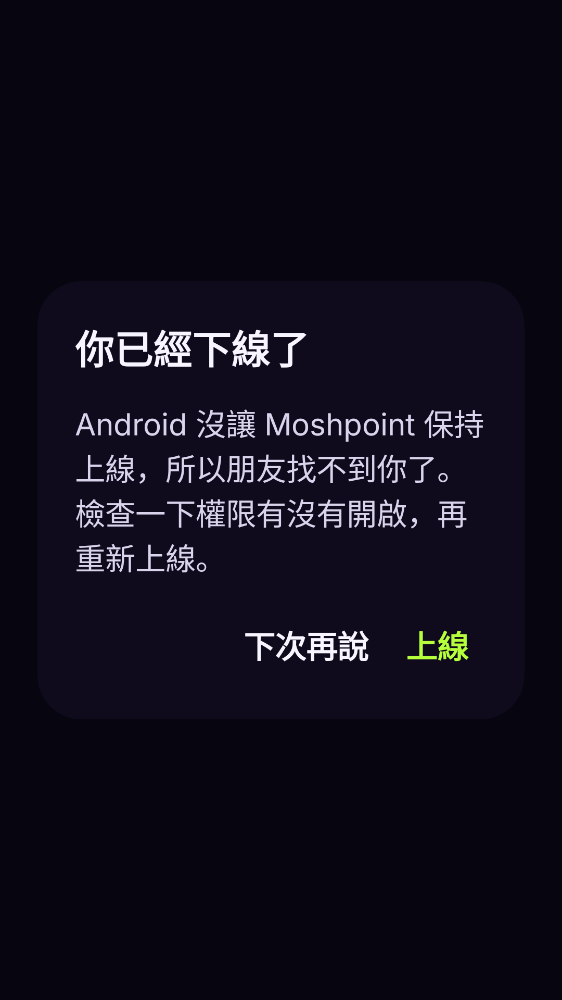 你已經下線了
Android 沒讓 Moshpoint 保持
上線，所以朋友找不到你了。
檢查一下權限有沒有開啟，再
重新上線。
下次再說 上線